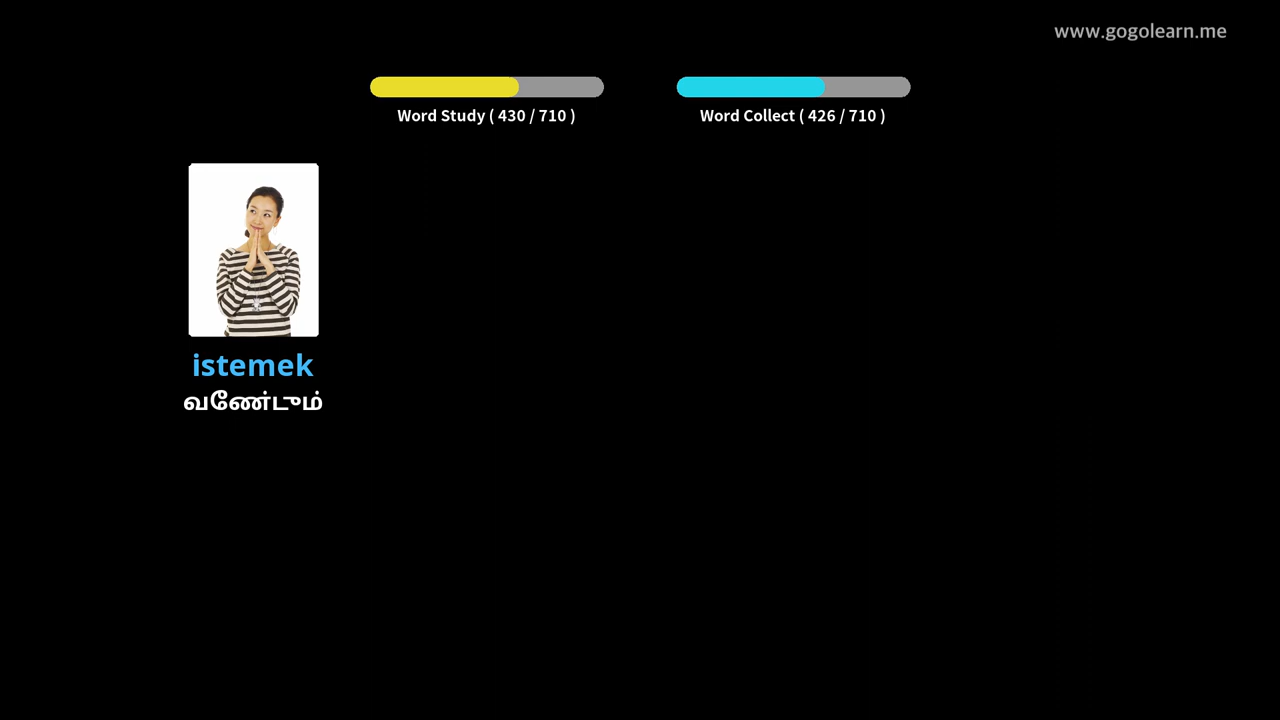 www.gogolearn.me
Word Study ( 430 / 710 )
Word Collect ( 426 / 710 )
istemek
வேண்டும்